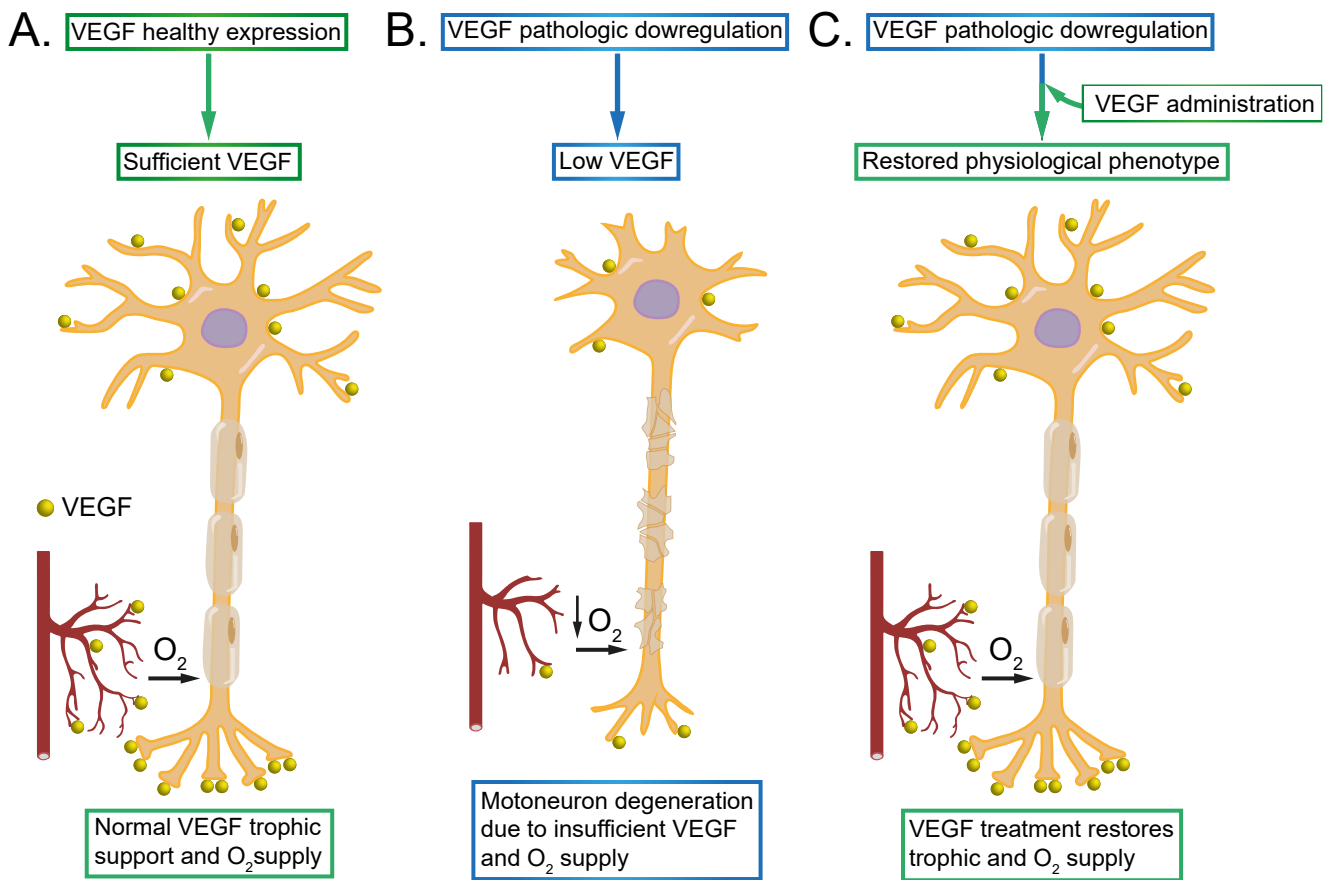 A.
VEGF healthy expression
Sufficient VEGF
VEGF
O₂
Normal VEGF trophic
support and O₂supply
B.
VEGF pathologic dowregulation
Low VEGF
O₂
Motoneuron degeneration
due to insufficient VEGF
and O₂ supply
C.
VEGF pathologic dowregulation
VEGF administration
Restored physiological phenotype
O₂
VEGF treatment restores
trophic and O₂ supply